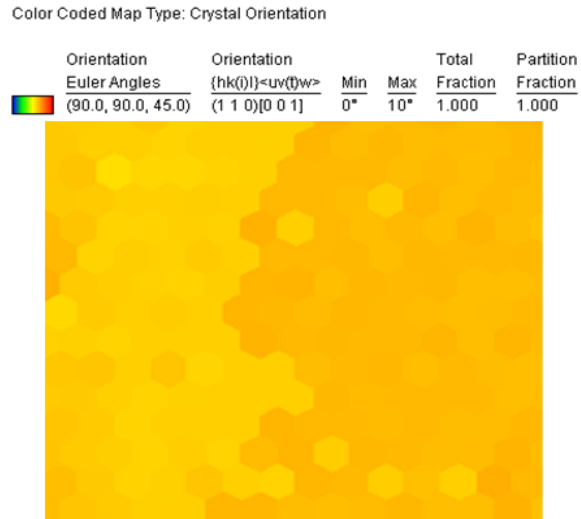 Color Coded Map Type: Crystal Orientation
Orientation Orientation Total Partition
Euler Angles {hk(i)l}<uv(t)w> Min Max Fraction Fraction
(90.0, 90.0, 45.0) (1 1 0)[0 0 1] 0° 10° 1.000 1.000